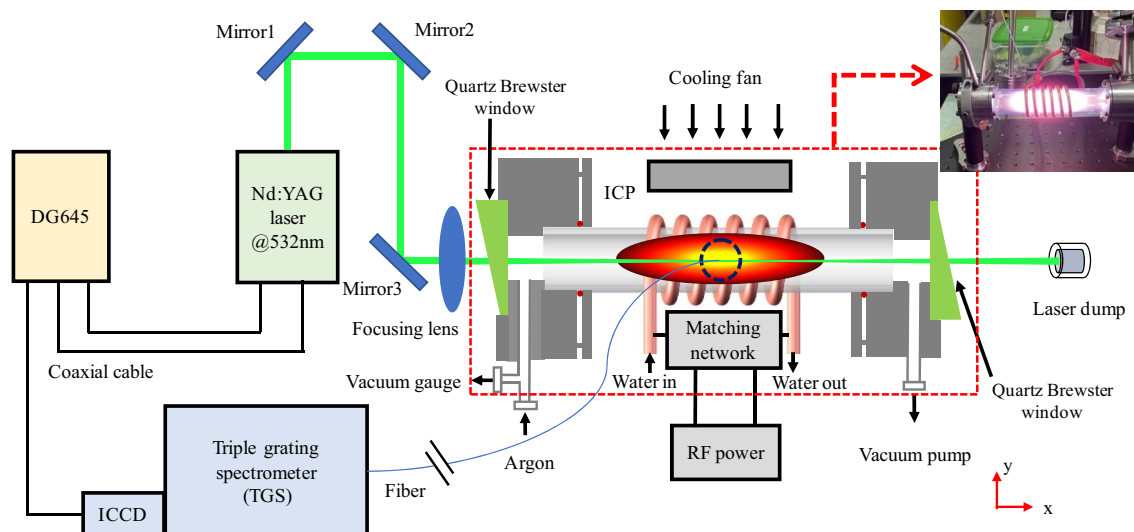 Mirror1
Mirror2
Quartz Brewster
window
Cooling fan
DG645
Nd:YAG
laser
@532nm
ICP
Mirror3
Focusing lens
Laser dump
Coaxial cable
Vacuum gauge
Water in
Matching
network
Water out
Quartz Brewster
window
Triple grating
spectrometer
(TGS)
Fiber
Argon
RF power
Vacuum pump
ICCD
y
x